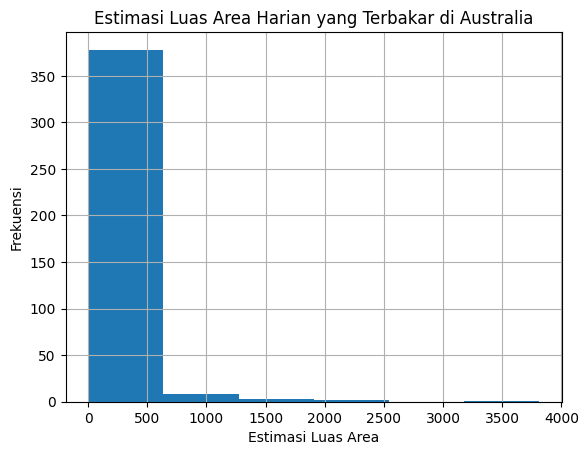 Estimasi Luas Area Harian yang Terbakar di Australia
350
300
250
200
150
100
50
0
Frekuensi
0 500 1000 1500 2000 2500 3000 3500 4000
Estimasi Luas Area